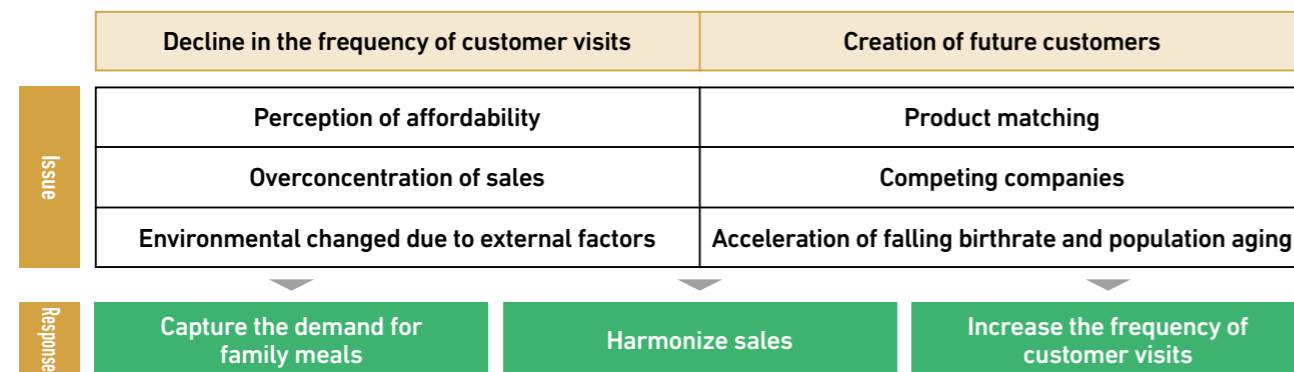 Decline in the frequency of customer visits
Creation of future customers
Issue
Perception of affordability
Product matching
Overconcentration of sales
Competing companies
Environmental changed due to external factors
Acceleration of falling birthrate and population aging
Response
Capture the demand for
family meals
Harmonize sales
Increase the frequency of
customer visits